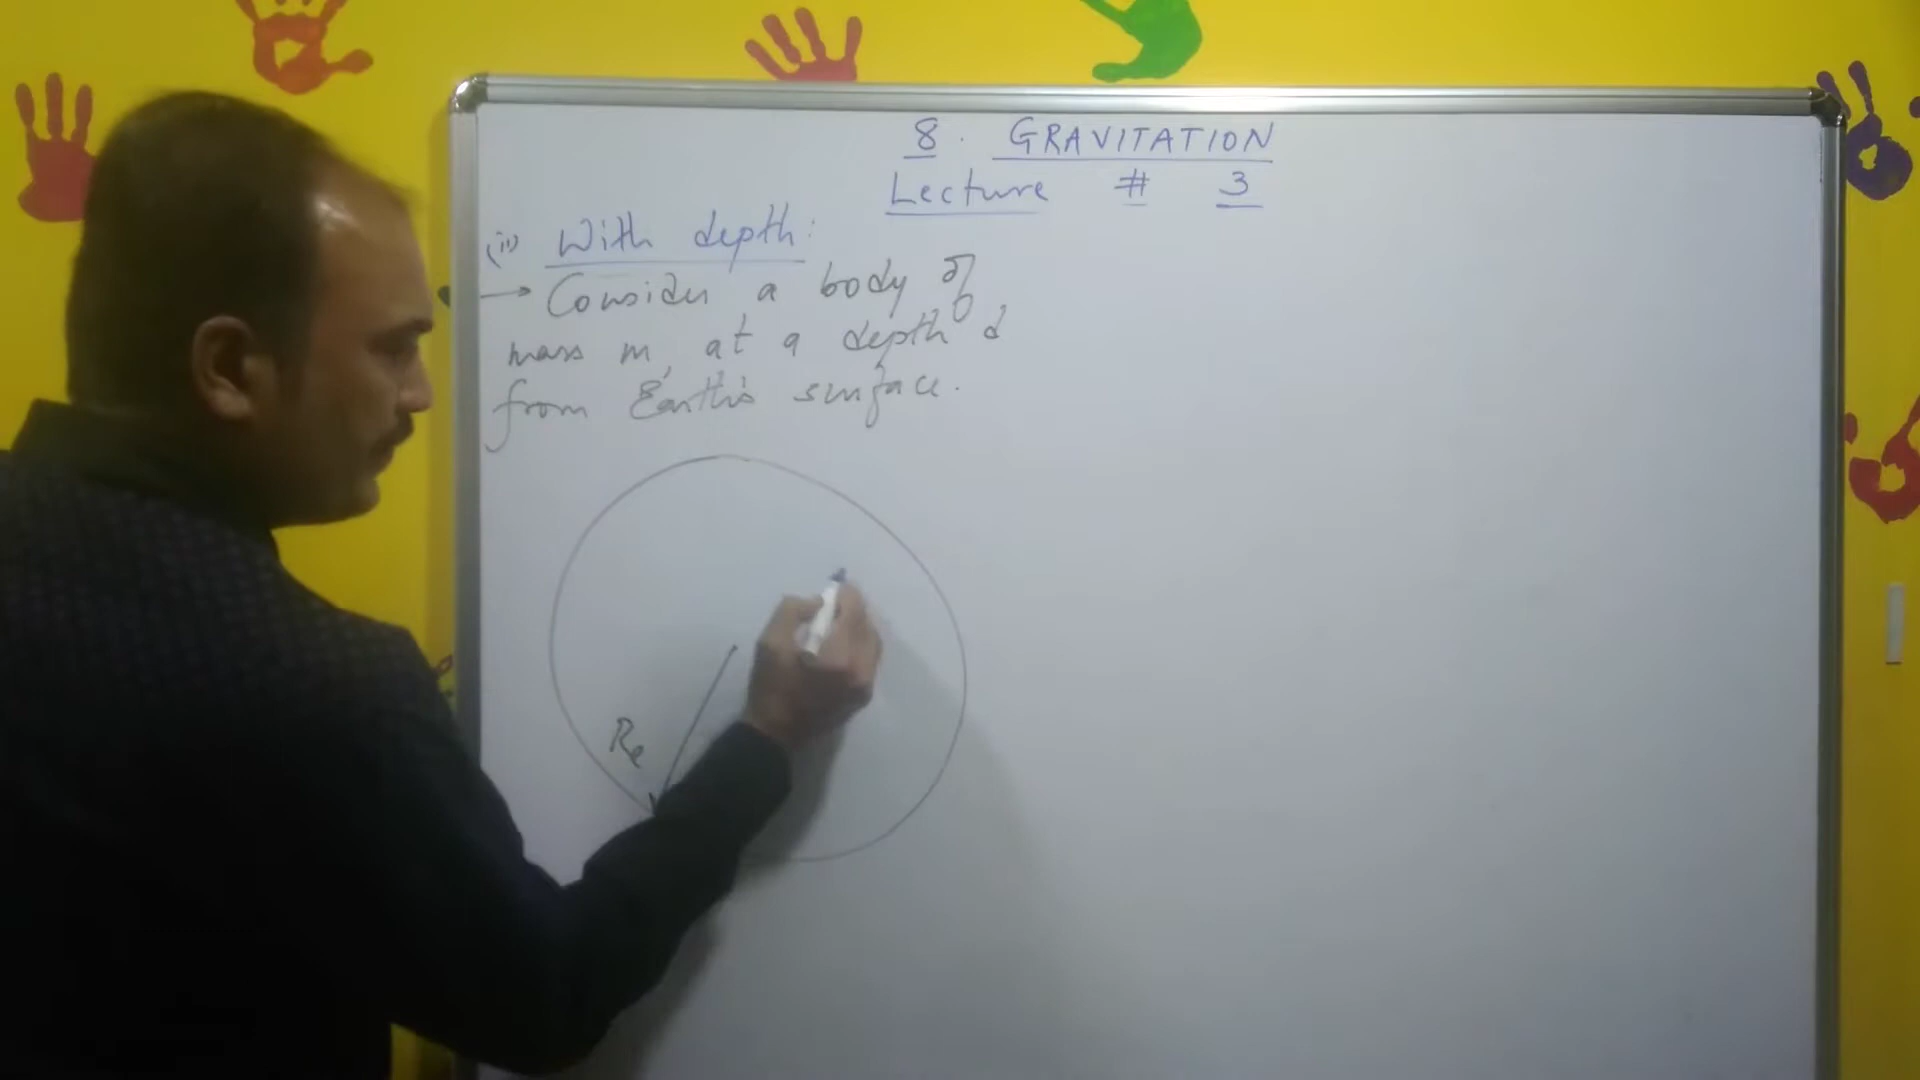 8. GRAVITATION
Lecture # 3
(ii) With depth:
→ Consider a body of
mass m, at a depth d
from Earth's surface.
Re